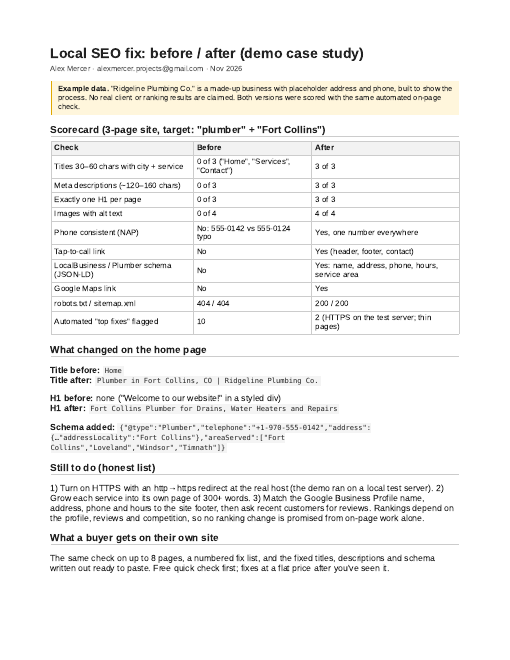 Local SEO fix: before / after (demo case study)
Alex Mercer · alexmercer.projects@gmail.com · Nov 2026
Example data. "Ridgeline Plumbing Co." is a made-up business with placeholder address and phone, built to show the
process. No real client or ranking results are claimed. Both versions were scored with the same automated on-page
check.
Scorecard (3-page site, target: "plumber" + "Fort Collins")
Check Before After
Titles 30–60 chars with city + service 0 of 3 ("Home", "Services", "Contact") 3 of 3
Meta descriptions (~120–160 chars) 0 of 3 3 of 3
Exactly one H1 per page 0 of 3 3 of 3
Images with alt text 0 of 4 4 of 4
Phone consistent (NAP) No: 555-0142 vs 555-0124 typo Yes, one number everywhere
Tap-to-call link No Yes (header, footer, contact)
LocalBusiness / Plumber schema (JSON-LD) No Yes: name, address, phone, hours, service area
Google Maps link No Yes
robots.txt / sitemap.xml 404 / 404 200 / 200
Automated "top fixes" flagged 10 2 (HTTPS on the test server; thin pages)
What changed on the home page
Title before: Home
Title after: Plumber in Fort Collins, CO | Ridgeline Plumbing Co.
H1 before: none ("Welcome to our website!" in a styled div)
H1 after: Fort Collins Plumber for Drains, Water Heaters and Repairs
Schema added: {"@type":"Plumber","telephone":"+1-970-555-0142","address":
{…"addressLocality":"Fort Collins"},"areaServed":["Fort
Collins","Loveland","Windsor","Timnath"]}
Still to do (honest list)
1) Turn on HTTPS with an http→https redirect at the real host (the demo ran on a local test server). 2)
Grow each service into its own page of 300+ words. 3) Match the Google Business Profile name,
address, phone and hours to the site footer, then ask recent customers for reviews. Rankings depend on
the profile, reviews and competition, so no ranking change is promised from on-page work alone.
What a buyer gets on their own site
The same check on up to 8 pages, a numbered fix list, and the fixed titles, descriptions and schema
written out ready to paste. Free quick check first; fixes at a flat price after you've seen it.